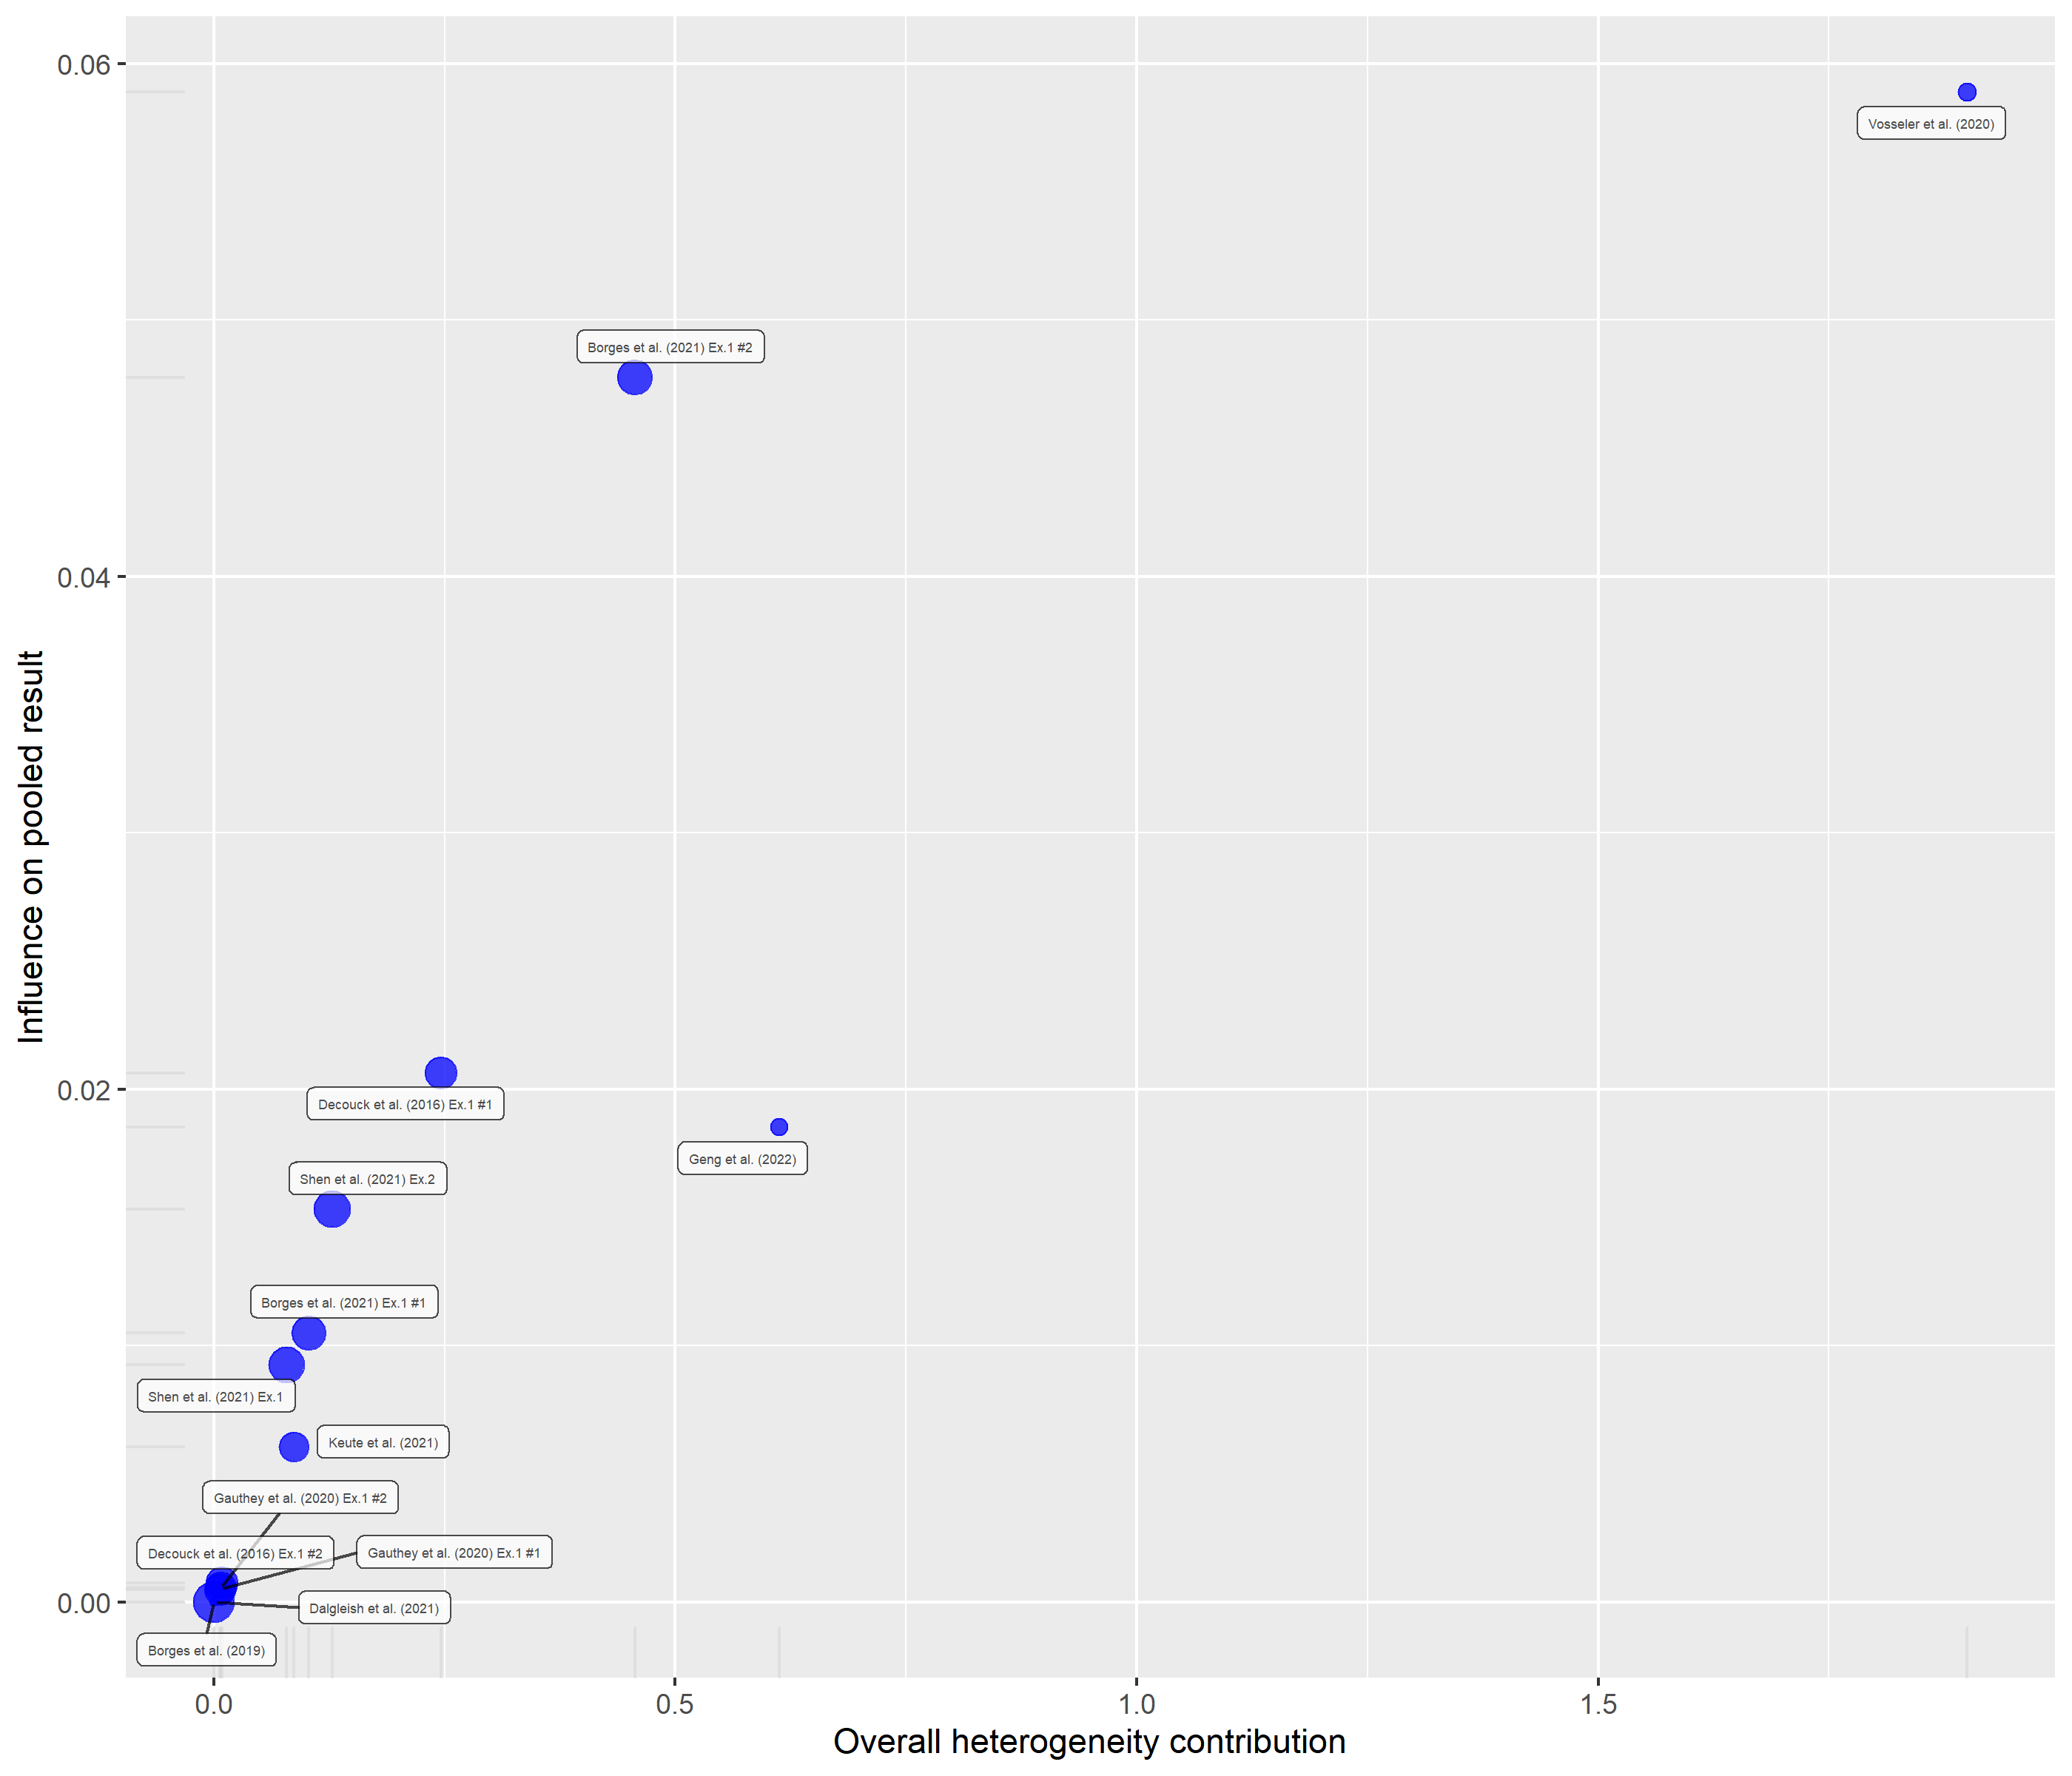 0.06
Vosseler et al. (2020)
Borges et al. (2021) Ex.1 #2
0.04
Influence on pooled result
0.02
Decouck et al. (2016) Ex.1 #1
Geng et al. (2022)
Shen et al. (2021) Ex.2
Borges et al. (2021) Ex.1 #1
Shen et al. (2021) Ex.1
Keute et al. (2021)
Gauthey et al. (2020) Ex.1 #2
Decouck et al. (2016) Ex.1 #2
Gauthey et al. (2020) Ex.1 #1
0.00
Dalgleish et al. (2021)
Borges et al. (2019)
0.0
0.5
1.0
1.5
Overall heterogeneity contribution